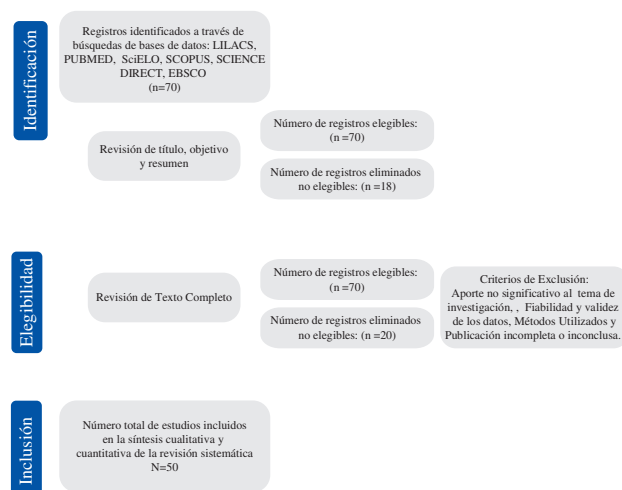 Identificación
Registros identificados a través de
búsquedas de bases de datos: LILACS,
PUBMED, SciELO, SCOPUS, SCIENCE
DIRECT, EBSCO
(n=70)
Revisión de título, objetivo
y resumen
Número de registros elegibles:
(n =70)
Número de registros eliminados
no elegibles: (n =18)
Elegibilidad
Revisión de Texto Completo
Número de registros elegibles:
(n =70)
Número de registros eliminados
no elegibles: (n =20)
Criterios de Exclusión:
Aporte no significativo al tema de
investigación, , Fiabilidad y validez
de los datos, Métodos Utilizados y
Publicación incompleta o inconclusa.
Inclusión
Número total de estudios incluidos
en la síntesis cualitativa y
cuantitativa de la revisión sistemática
N=50